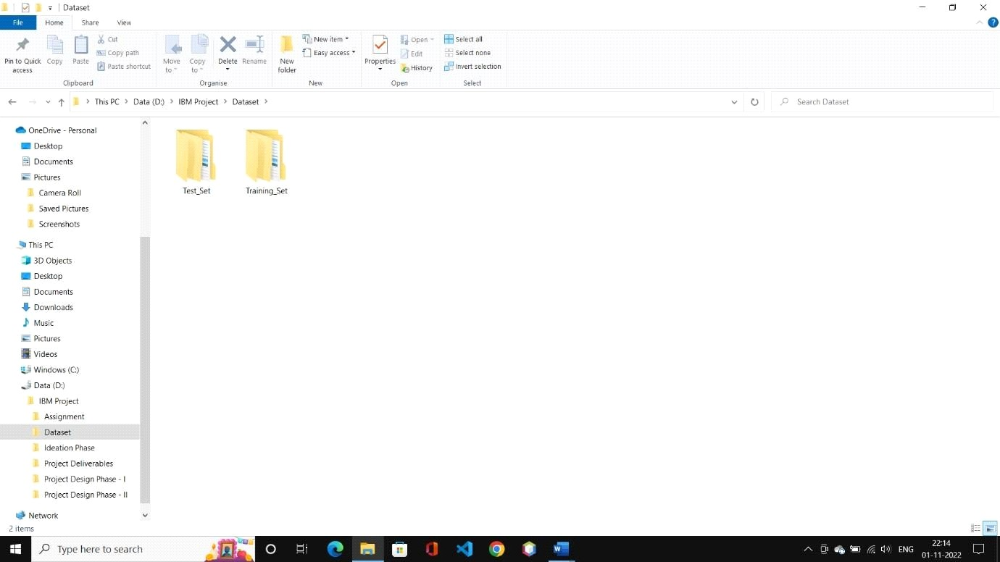 Dataset
File Home Share View
Pin to Quick access
Copy
Paste
Cut
Copy path
Paste shortcut
Clipboard
Move to
Copy to
Delete
Rename
Organise
New folder
New item
Easy access
New
Properties
Open
Edit
History
Open
Select all
Select none
Invert selection
Select
This PC > Data (D:) > IBM Project > Dataset >
Search Dataset
OneDrive - Personal
Desktop
Documents
Pictures
Camera Roll
Saved Pictures
Screenshots
This PC
3D Objects
Desktop
Documents
Downloads
Music
Pictures
Videos
Windows (C:)
Data (D:)
IBM Project
Assignment
Dataset
Ideation Phase
Project Deliverables
Project Design Phase - I
Project Design Phase - II
Network
Test_Set
Training_Set
2 items
Type here to search
ENG
22:14
01-11-2022